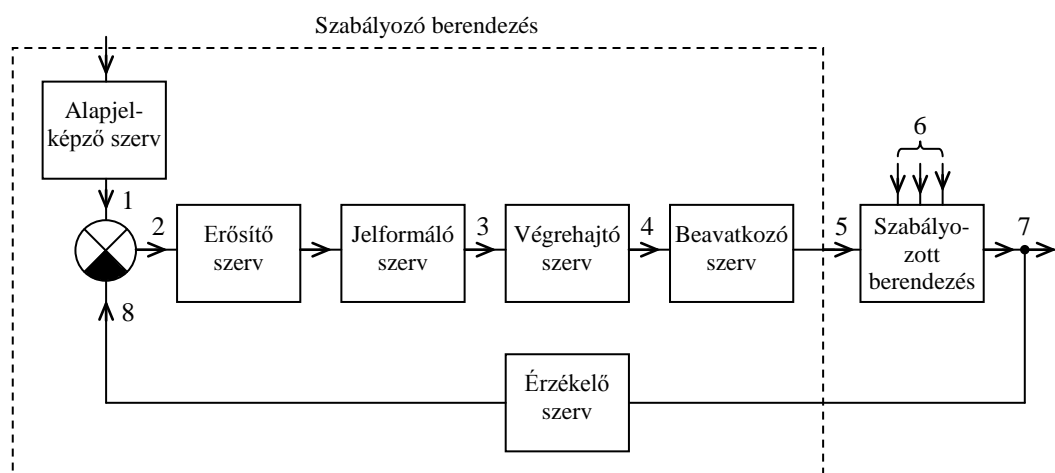 Szabályozó berendezés
Alapjel-
képző szerv
6
1
2
Erősítő
szerv
Jelformáló
szerv
3
Végrehajtó
szerv
4
Beavatkozó
szerv
5
Szabályo-
zott
berendezés
7
8
Érzékelő
szerv